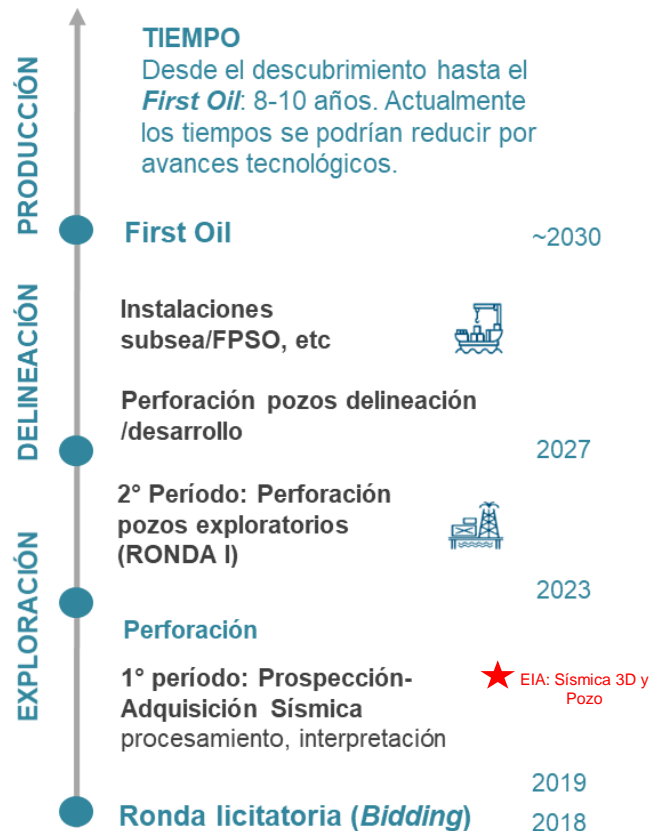 TIEMPO
Desde el descubrimiento hasta el
First Oil: 8-10 años. Actualmente
los tiempos se podrían reducir por
avances tecnológicos.
PRODUCCIÓN
First Oil
~2030
DELINEACIÓN
Instalaciones
subsea/FPSO, etc
Perforación pozos delineación
/desarrollo
2027
EXPLORACIÓN
2° Período: Perforación
pozos exploratorios
(RONDA I)
2023
Perforación
1° período: Prospección-
Adquisición Sísmica
procesamiento, interpretación
EIA: Sísmica 3D y
Pozo
2019
Ronda licitatoria (Bidding)
2018